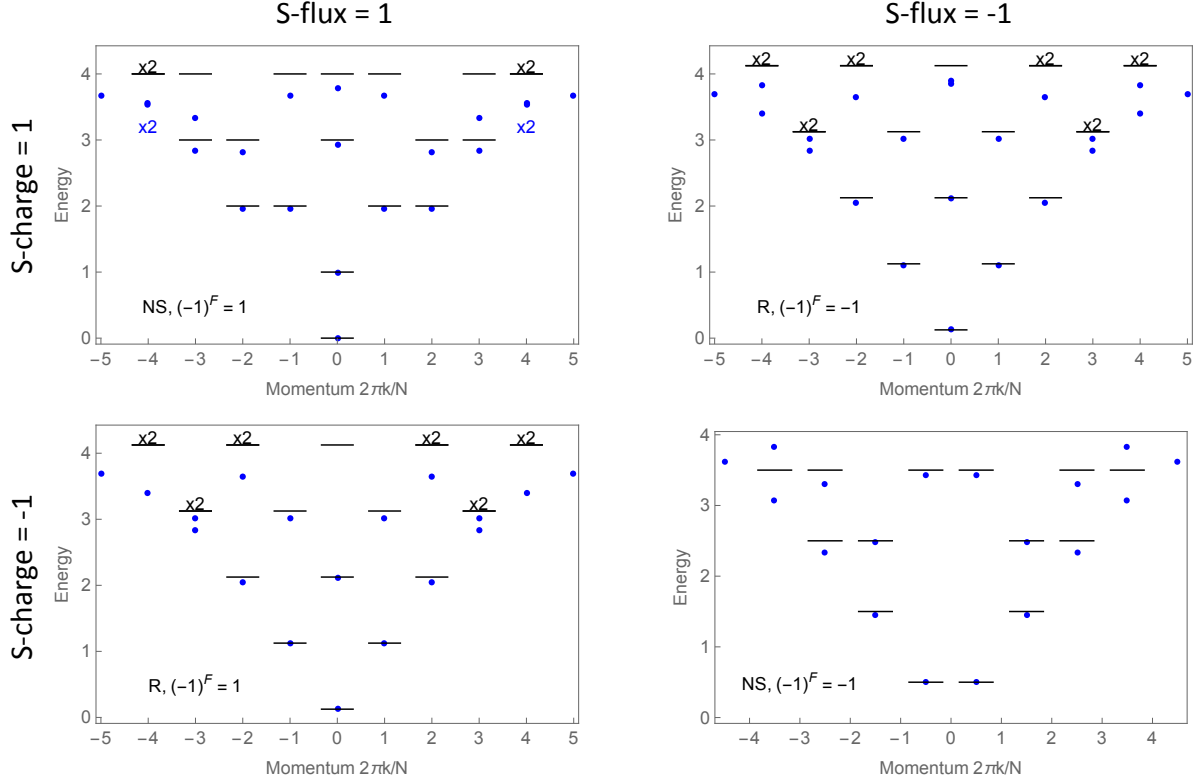 S-flux = 1
S-flux = -1
S-charge = 1
S-charge = -1
x2 x2
x2 x2
4
3
2
1
0
Energy
NS, (−1)^F = 1
−5 −4 −3 −2 −1 0 1 2 3 4 5
Momentum 2πk/N
x2 x2 x2 x2
x2 x2
4
3
2
1
0
Energy
R, (−1)^F = −1
−5 −4 −3 −2 −1 0 1 2 3 4 5
Momentum 2πk/N
x2 x2 x2 x2
x2 x2
4
3
2
1
0
Energy
R, (−1)^F = 1
−5 −4 −3 −2 −1 0 1 2 3 4 5
Momentum 2πk/N
4
3
2
1
0
Energy
NS, (−1)^F = −1
−4 −3 −2 −1 0 1 2 3 4
Momentum 2πk/N